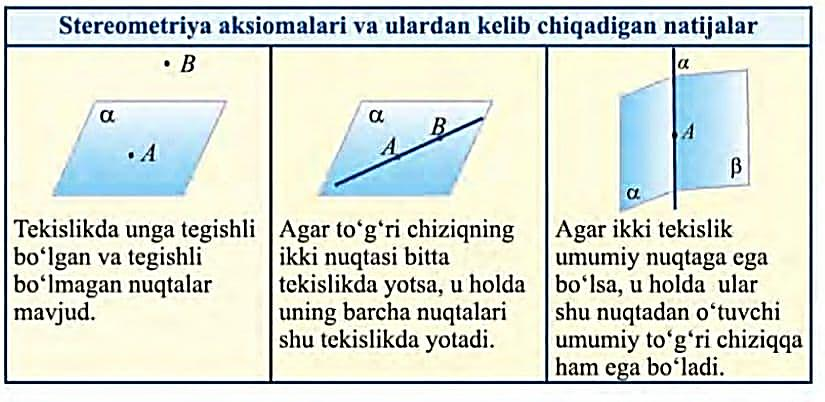 Stereometriya aksiomalari va ulardan kelib chiqadigan natijalar
B
α
A
Tekislikda unga tegishli
bo‘lgan va tegishli
bo‘lmagan nuqtalar
mavjud.
α
B
A
Agar to‘g‘ri chiziqning
ikki nuqtasi bitta
tekislikda yotsa, u holda
uning barcha nuqtalari
shu tekislikda yotadi.
α
A
β
α
Agar ikki tekislik
umumiy nuqtaga ega
bo‘lsa, u holda ular
shu nuqtadan o‘tuvchi
umumiy to‘g‘ri chiziqqa
ham ega bo‘ladi.